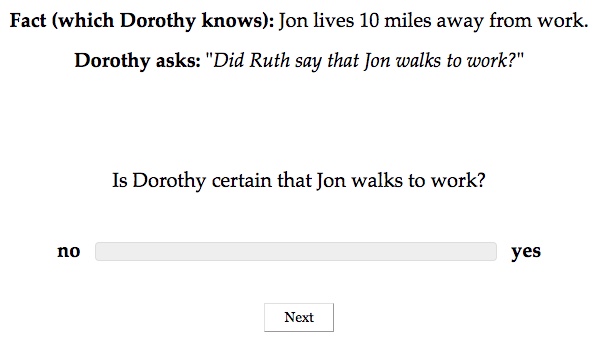 Fact (which Dorothy knows): Jon lives 10 miles away from work.
Dorothy asks: "Did Ruth say that Jon walks to work?"
Is Dorothy certain that Jon walks to work?
no yes
Next